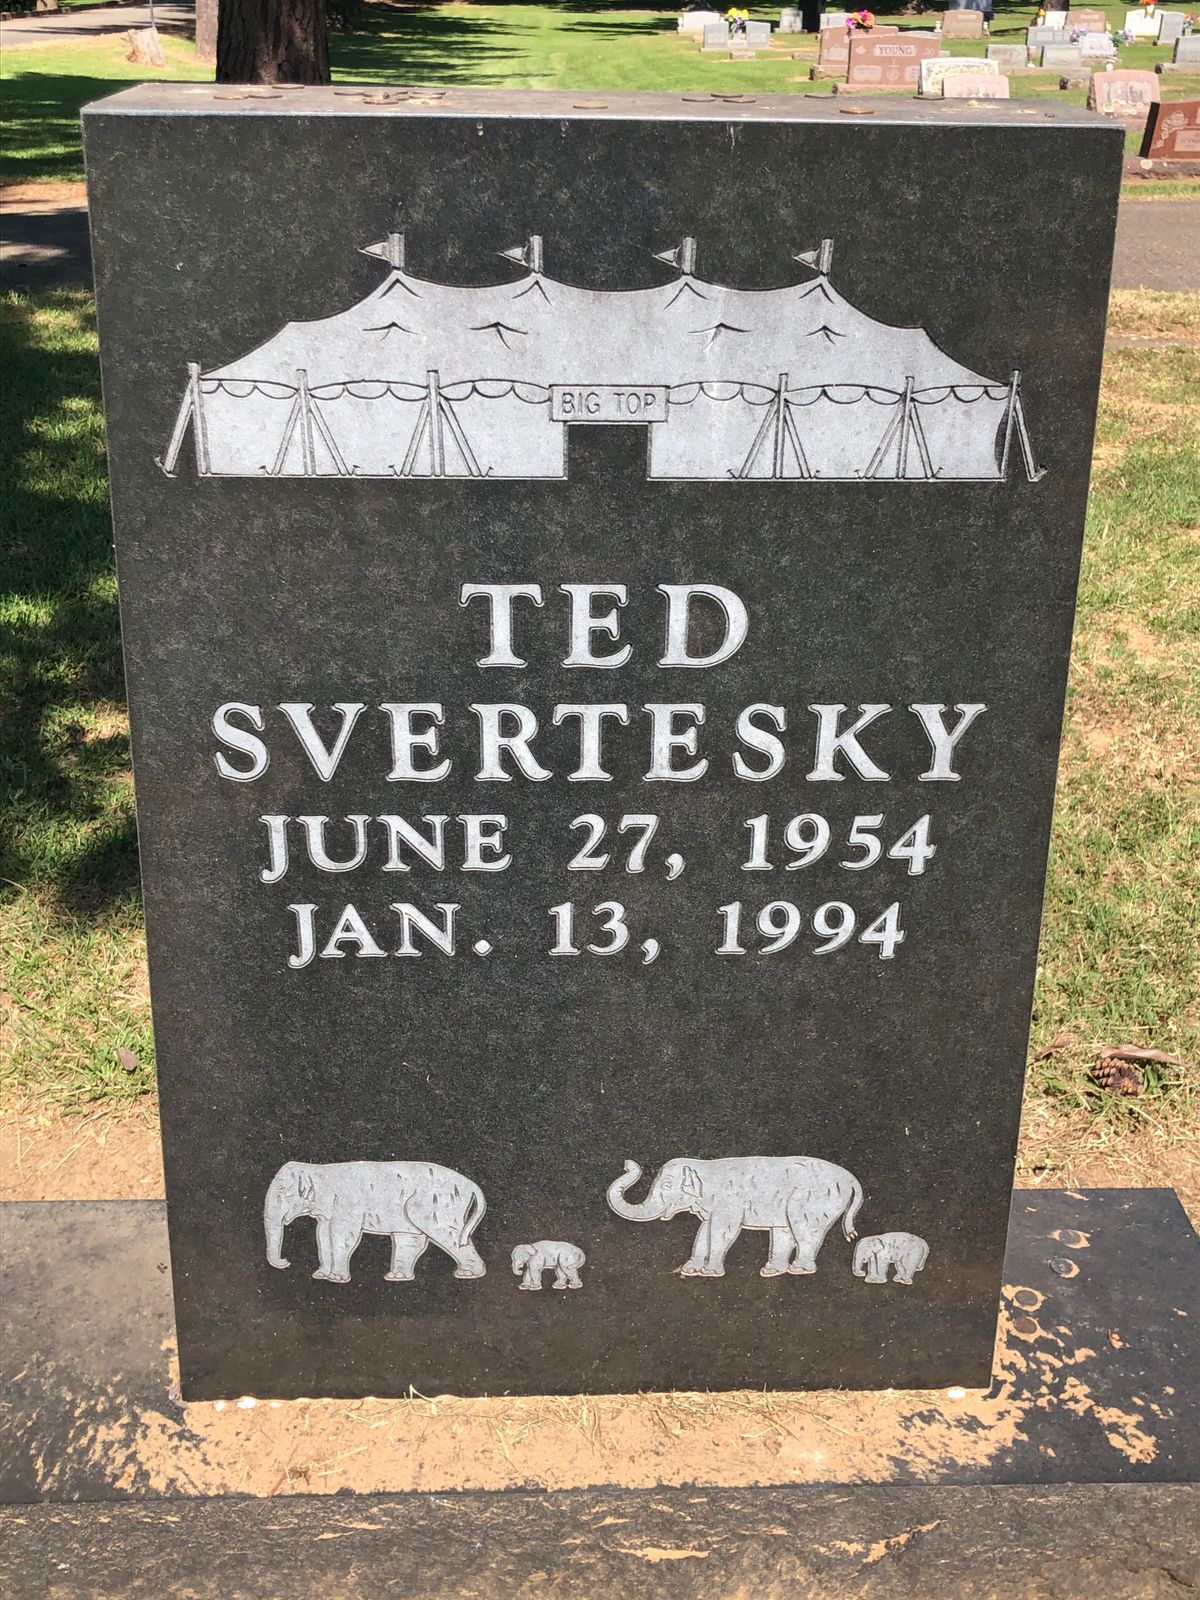 YOUNG
BIG TOP
TED
SVERTESKY
JUNE 27, 1954
JAN. 13, 1994